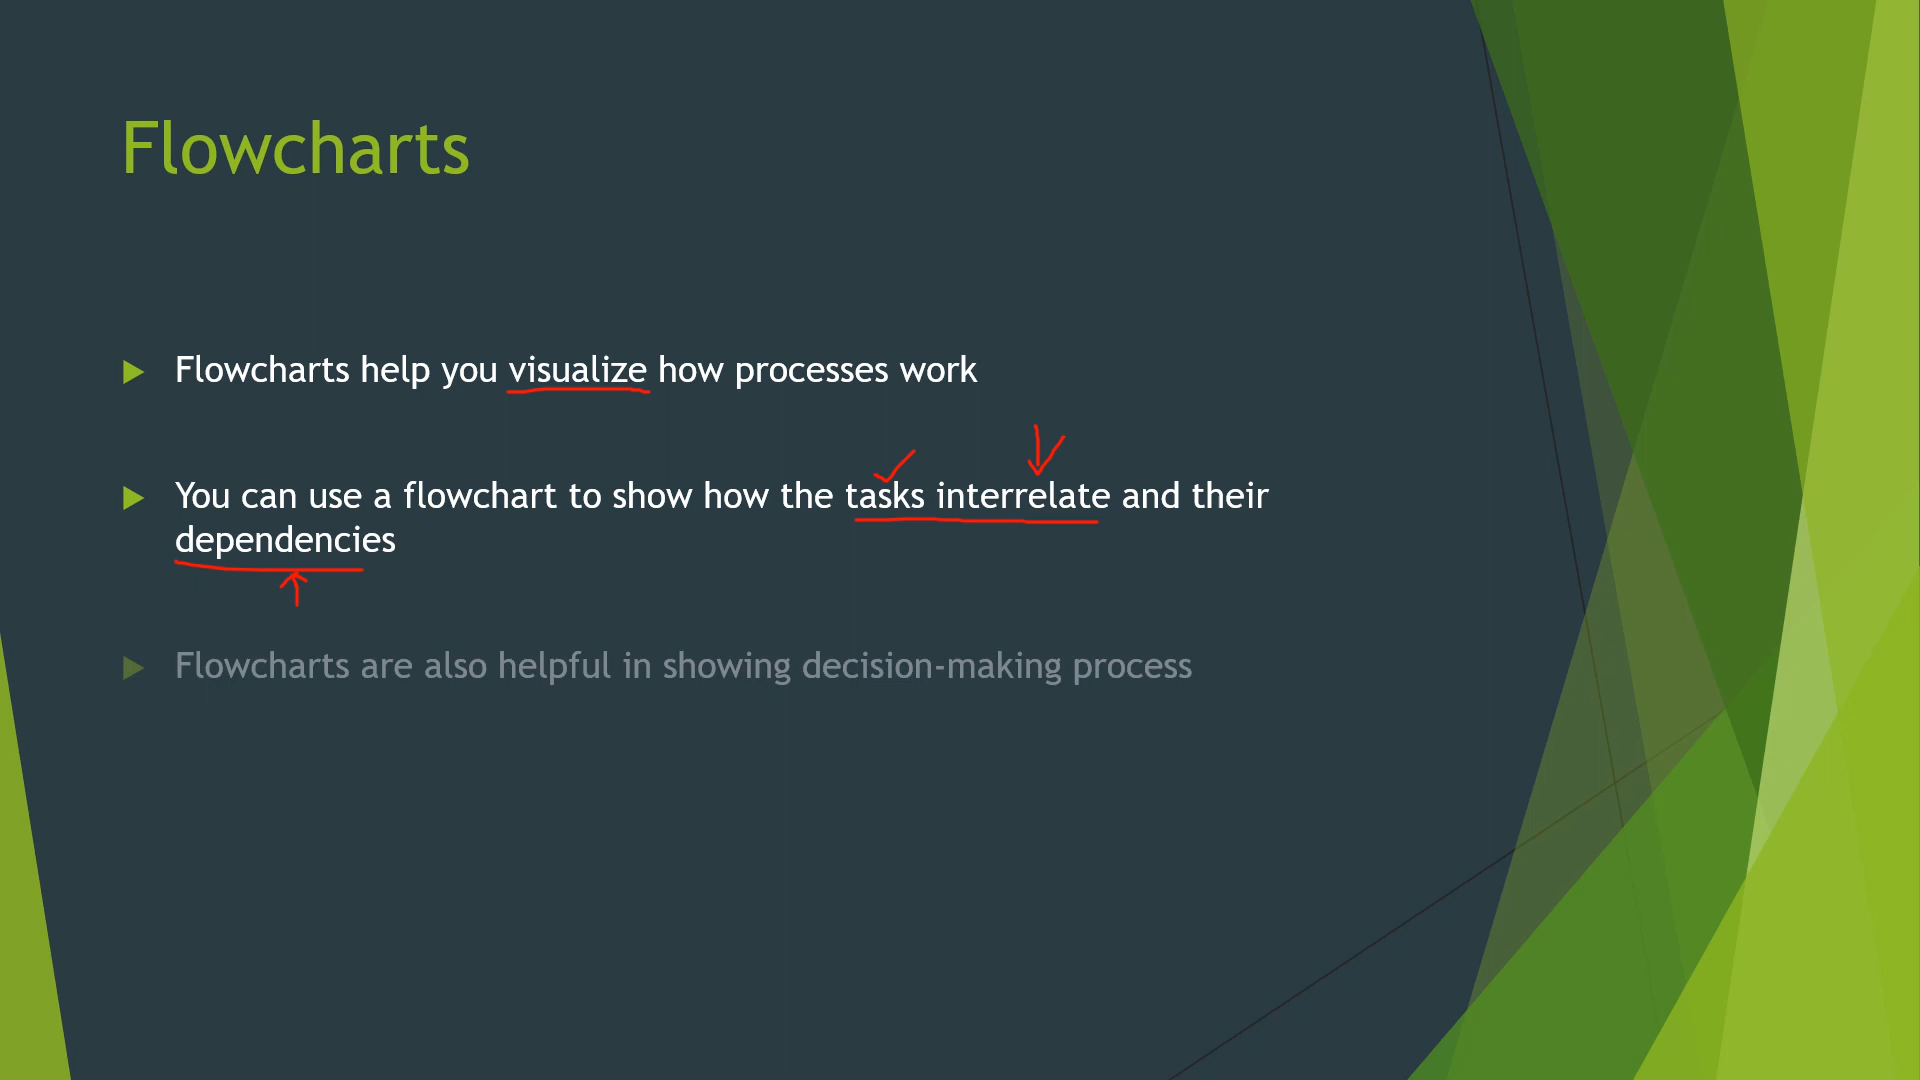 Flowcharts
Flowcharts help you visualize how processes work
You can use a flowchart to show how the tasks interrelate and their
dependencies
Flowcharts are also helpful in showing decision-making process